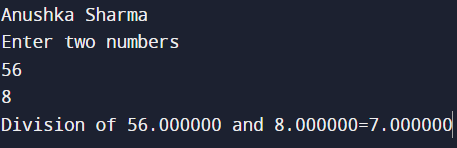 Anushka Sharma
Enter two numbers
56
8
Division of 56.000000 and 8.000000=7.000000